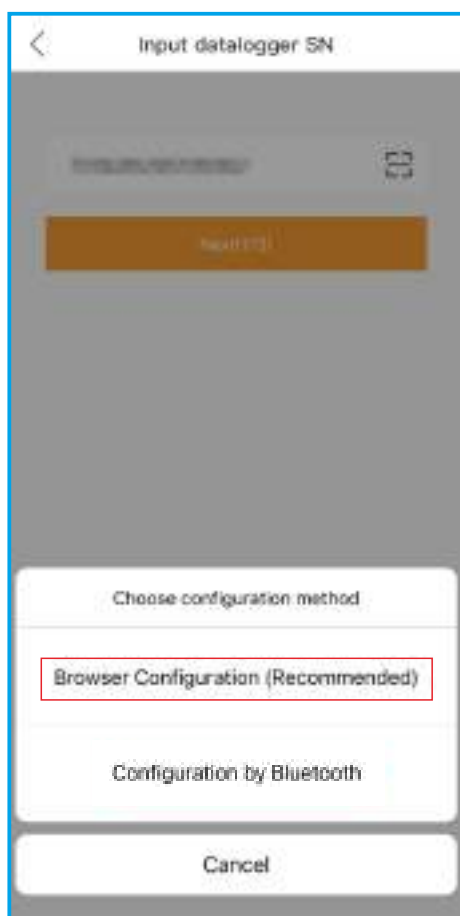 Input datalogger SN
Choose configuration method
Browser Configuration (Recommended)
Configuration by Bluetooth
Cancel